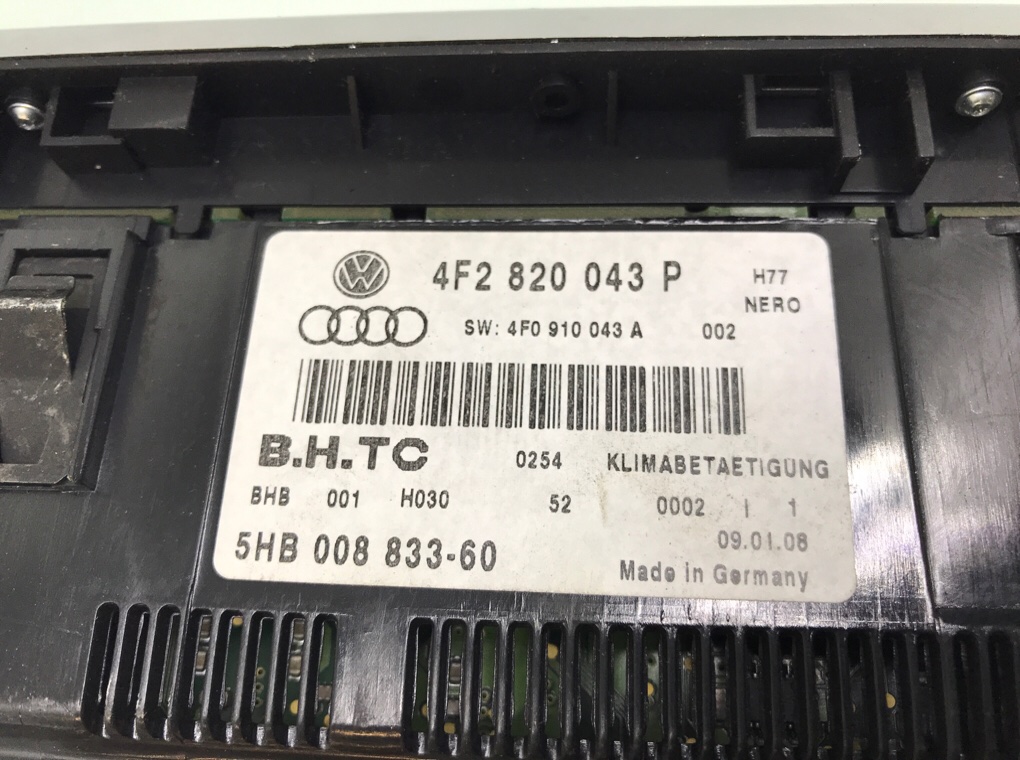 4F2 820 043 P H77
NERO
SW: 4F0 910 043 A 002
B.H.TC 0254 KLIMABETAETIGUNG
BHB 001 H030 52 0002 I 1
09.01.08
5HB 008 833-60
Made in Germany